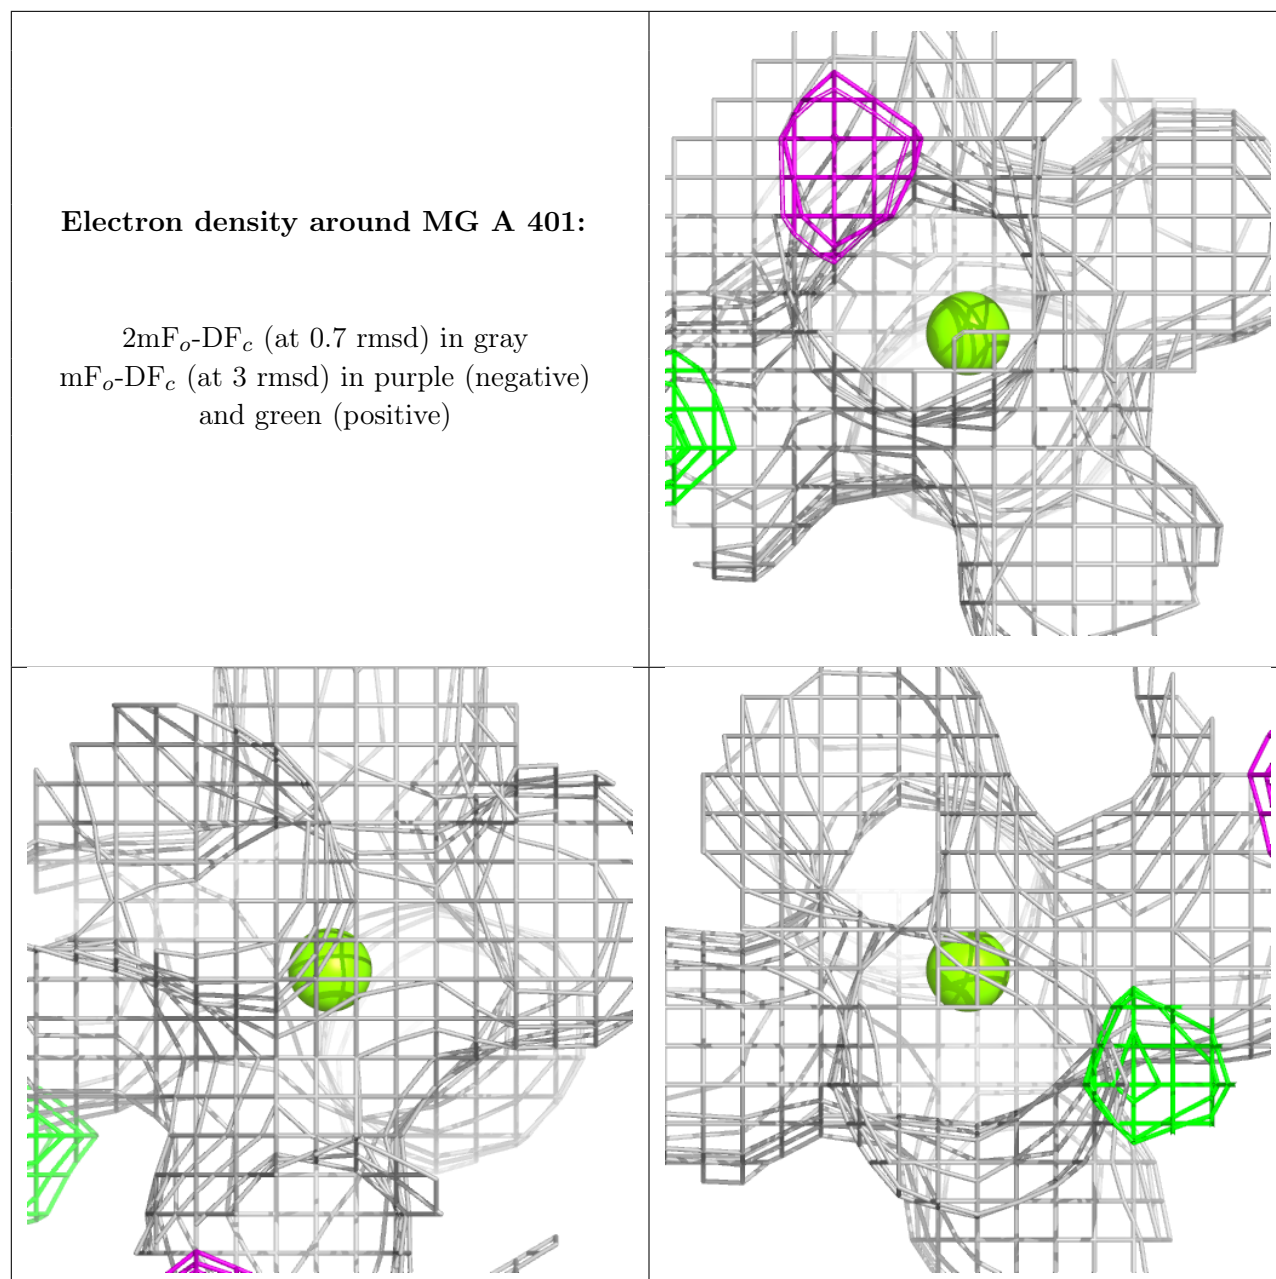 Electron density around MG A 401:
2mFo-DFc (at 0.7 rmsd) in gray
mFo-DFc (at 3 rmsd) in purple (negative)
and green (positive)